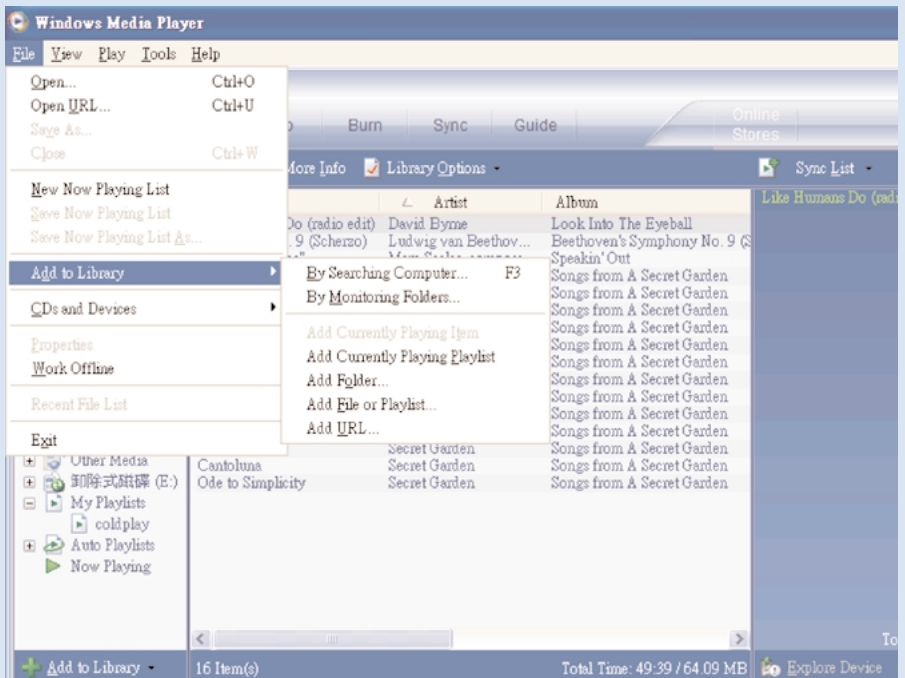 Windows Media Player
File View Play Tools Help
Open... Ctrl+O
Open URL... Ctrl+U
Save As...
Close Ctrl+W
New Now Playing List
Save Now Playing List
Save Now Playing List As...
Add to Library
CDs and Devices
Properties
Work Offline
Recent File List
Exit
By Searching Computer... F3
By Monitoring Folders...
Add Currently Playing Item
Add Currently Playing Playlist
Add Folder...
Add File or Playlist...
Add URL...
Burn Sync Guide
Online
Stores
More Info Library Options Sync List
Artist Album
Do (radio edit) David Byrne Look Into The Eyeball
. 9 (Scherzo) Ludwig van Beethov... Beethoven's Symphony No. 9 (S
Speakin' Out
Songs from A Secret Garden
Songs from A Secret Garden
Songs from A Secret Garden
Songs from A Secret Garden
Songs from A Secret Garden
Songs from A Secret Garden
Songs from A Secret Garden
Songs from A Secret Garden
Songs from A Secret Garden
Songs from A Secret Garden
Secret Garden Songs from A Secret Garden
Cantoluna Secret Garden Songs from A Secret Garden
Ode to Simplicity Secret Garden Songs from A Secret Garden
Like Humans Do (radi
Other Media
卸除式磁碟 (E:)
My Playlists
coldplay
Auto Playlists
Now Playing
To
Add to Library 16 Item(s) Total Time: 49:39 / 64.09 MB Explore Device